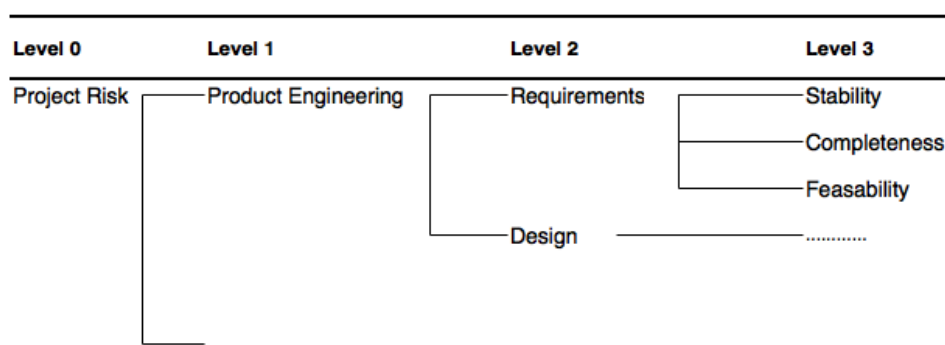 Level 0 Level 1 Level 2 Level 3
Project Risk Product Engineering Requirements Stability
Completeness
Feasability
Design ............